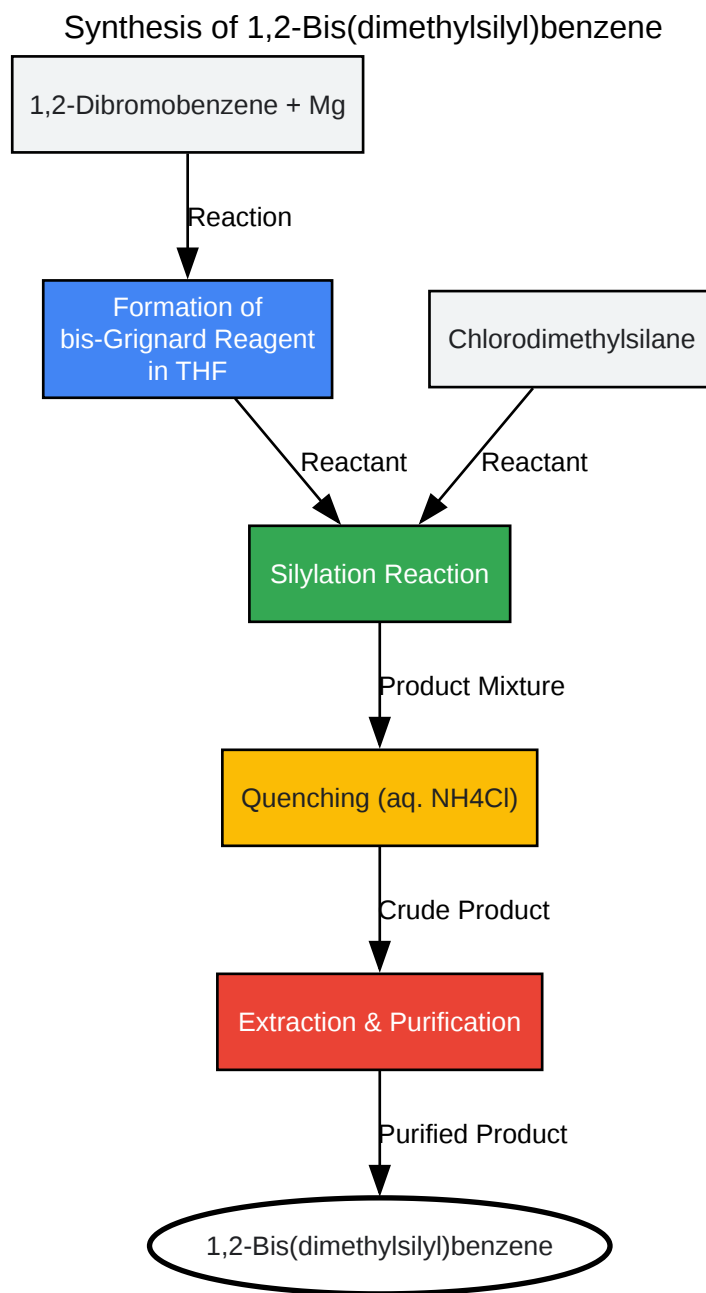 Synthesis of 1,2-Bis(dimethylsilyl)benzene
1,2-Dibromobenzene + Mg
Reaction
Formation of
bis-Grignard Reagent
in THF
Chlorodimethylsilane
Reactant
Reactant
Silylation Reaction
Product Mixture
Quenching (aq. NH4Cl)
Crude Product
Extraction & Purification
Purified Product
1,2-Bis(dimethylsilyl)benzene